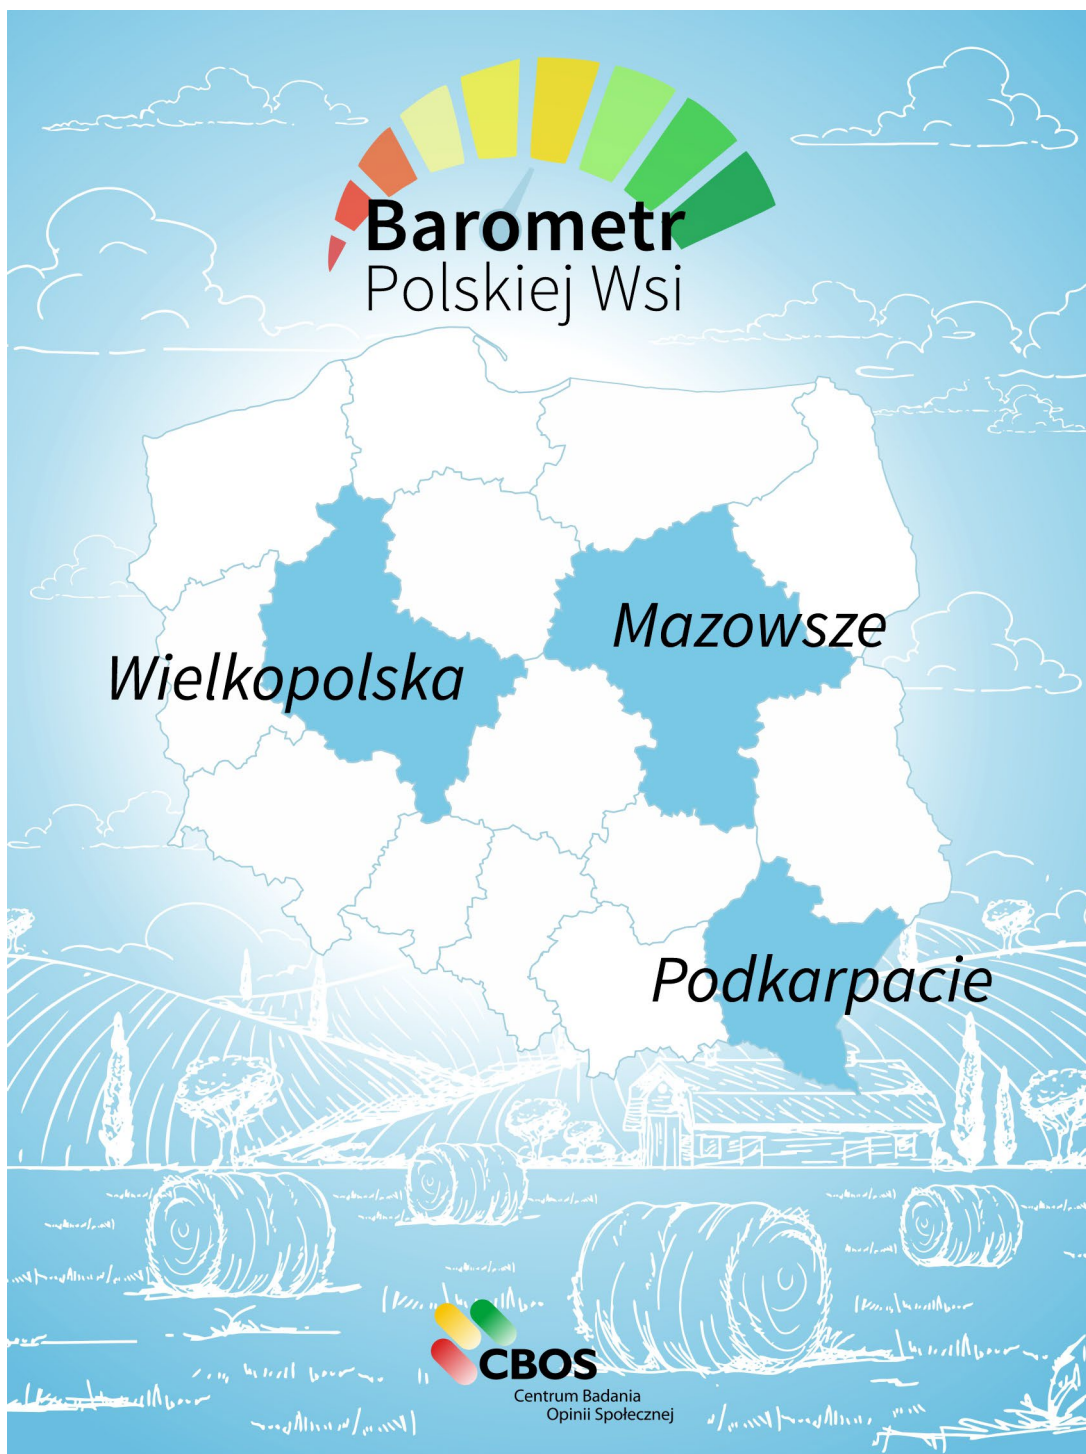 Barometr
Polskiej Wsi
Mazowsze
Wielkopolska
Podkarpacie
CBOS
Centrum Badania
Opinii Społecznej